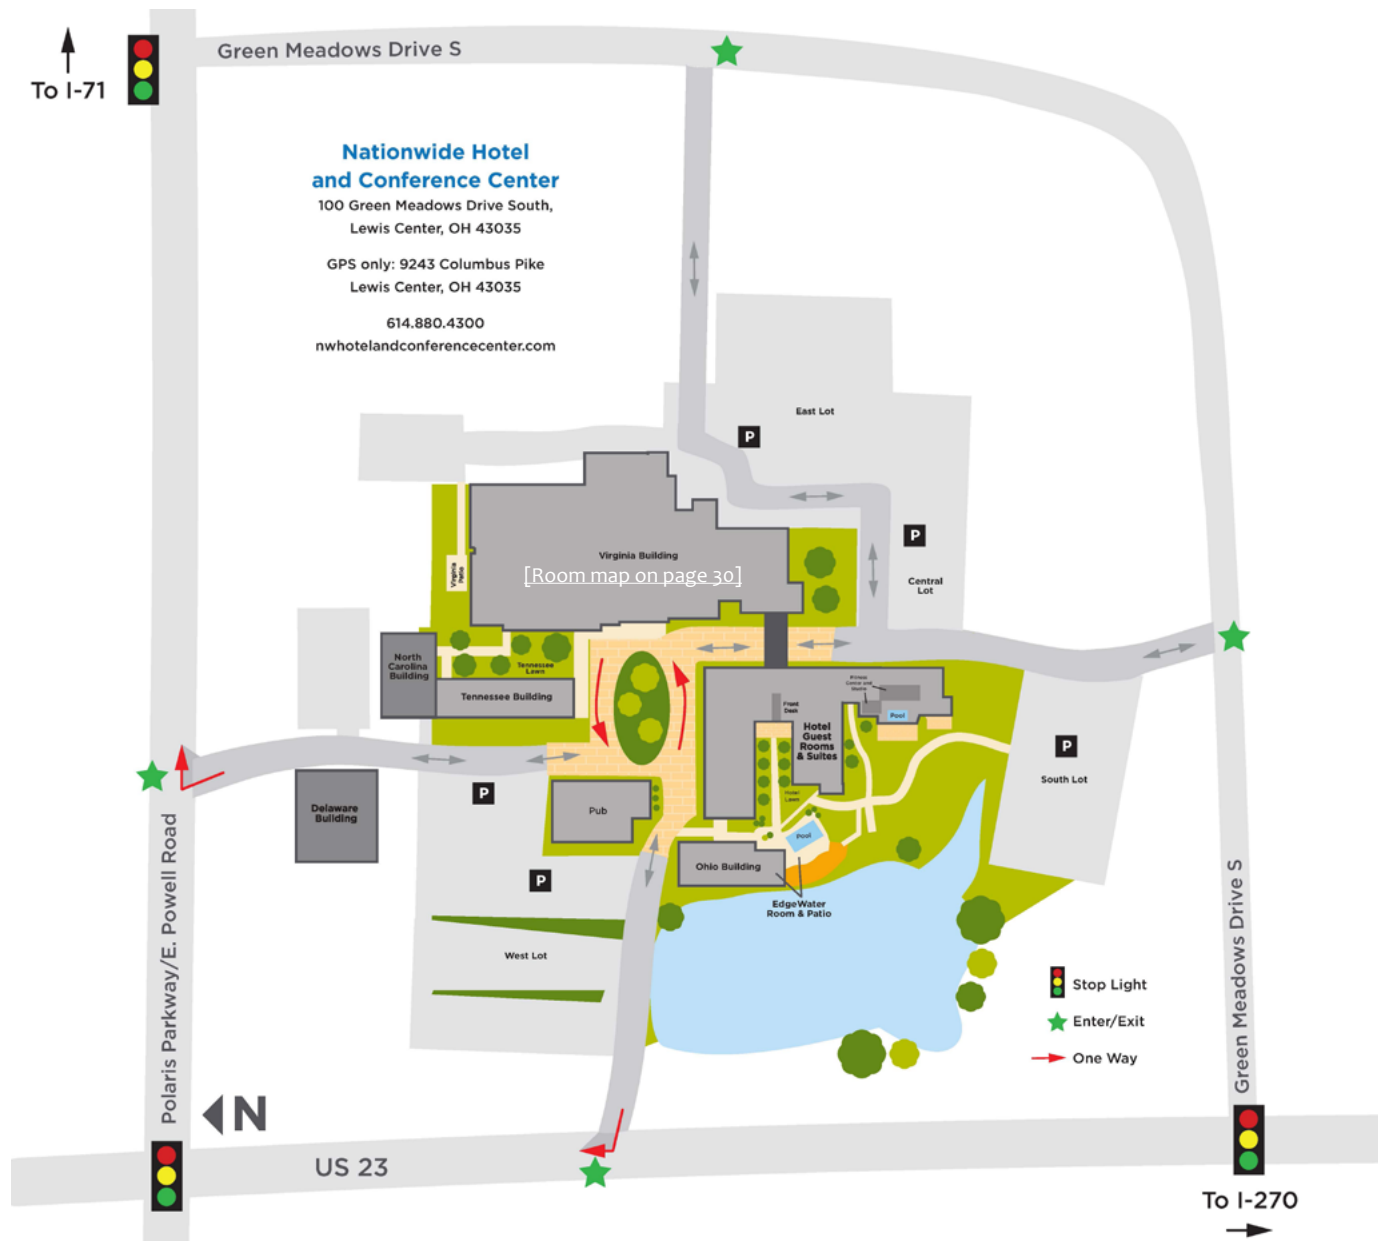 Green Meadows Drive S
To I-71
Nationwide Hotel
and Conference Center
100 Green Meadows Drive South,
Lewis Center, OH 43035
GPS only: 9243 Columbus Pike
Lewis Center, OH 43035
614.880.4300
nwhotelandconferencecenter.com
East Lot
P
Virginia Building
[Room map on page 30]
P
Virginia
Patio
Central
Lot
North
Carolina
Building
Tennessee
Lawn
Tennessee Building
Front
Desk
Pool
Hotel
Guest
Rooms
& Suites
P
South Lot
P
Delaware
Building
Pub
Hotel
Lawn
Pool
Ohio Building
P
EdgeWater
Room & Patio
West Lot
Polaris Parkway/E. Powell Road
Green Meadows Drive S
Stop Light
Enter/Exit
One Way
N
US 23
To I-270